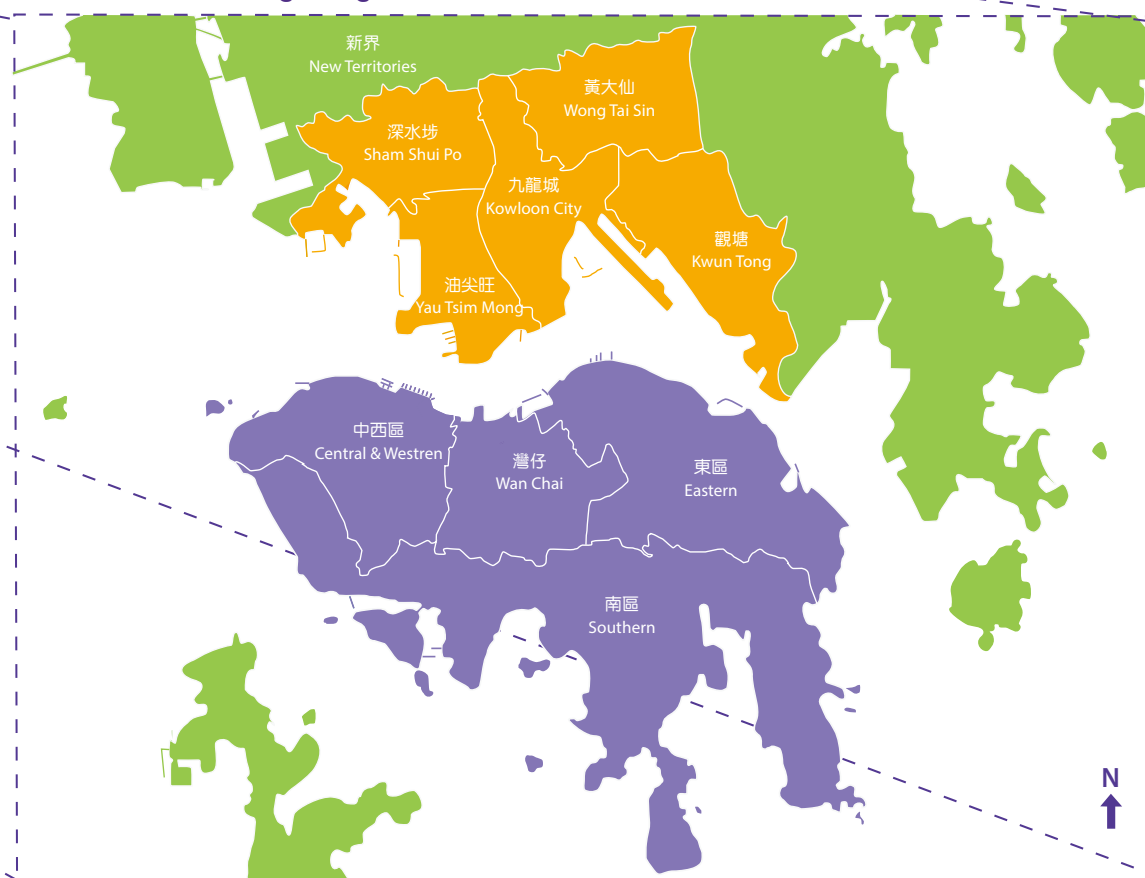 新界
New Territories
黃大仙
Wong Tai Sin
深水埗
Sham Shui Po
九龍城
Kowloon City
觀塘
Kwun Tong
油尖旺
Yau Tsim Mong
中西區
Central & Westren
灣仔
Wan Chai
東區
Eastern
南區
Southern
N